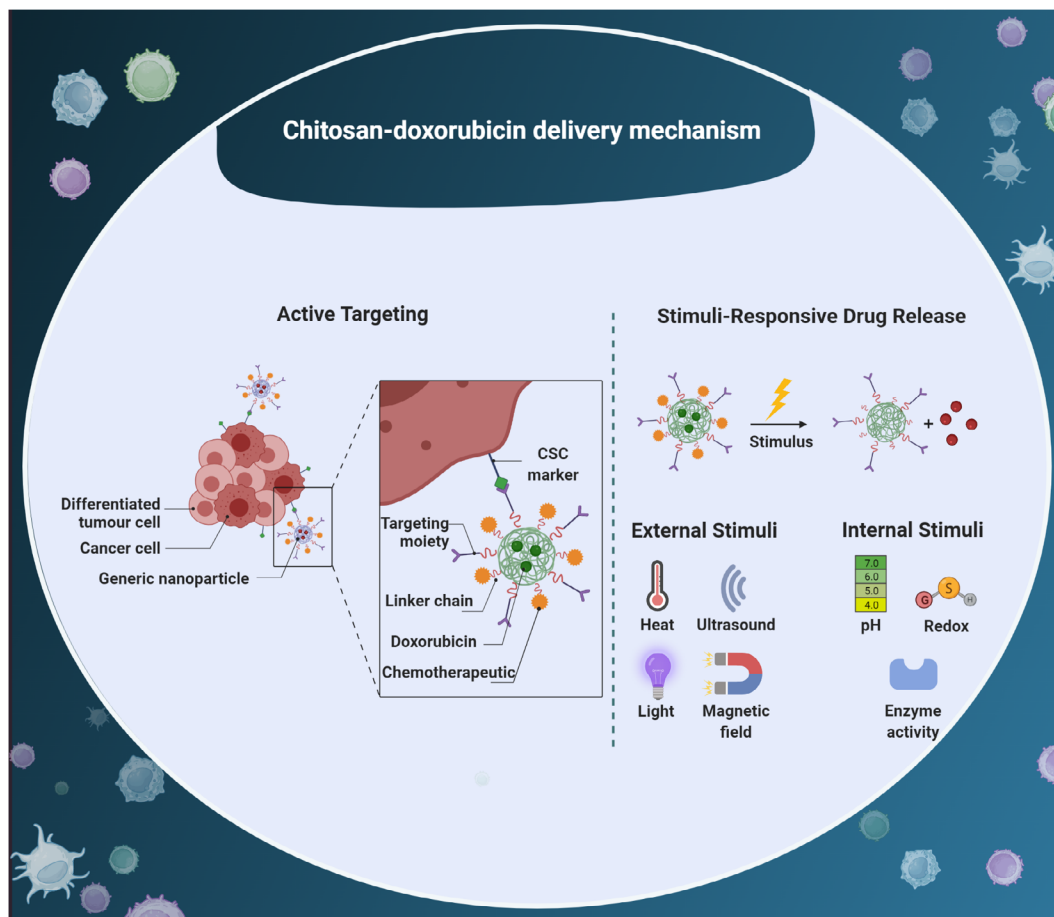 Chitosan-doxorubicin delivery mechanism
Active Targeting
Differentiated
tumour cell
Cancer cell
Generic nanoparticle
CSC
marker
Targeting
moiety
Linker chain
Doxorubicin
Chemotherapeutic
Stimuli-Responsive Drug Release
Stimulus
+
External Stimuli
Heat
Ultrasound
Light
Magnetic
field
Internal Stimuli
7.0
6.0
5.0
4.0
pH
G
S
H
Redox
Enzyme
activity